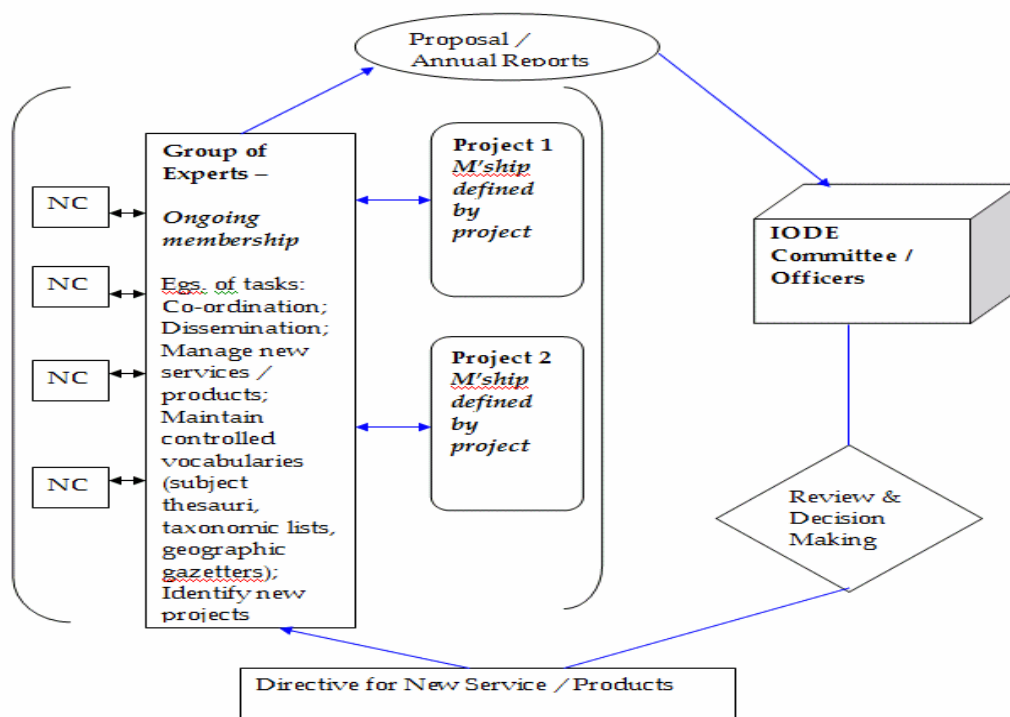 Proposal /
Annual Reports
Group of
Experts –
Ongoing
membership
Egs. of tasks:
Co-ordination;
Dissemination;
Manage new
services /
products;
Maintain
controlled
vocabularies
(subject
thesauri,
taxonomic lists,
geographic
gazetters);
Identify new
projects
NC
NC
NC
NC
Project 1
M'ship
defined
by
project
Project 2
M'ship
defined
by
project
IODE
Committee /
Officers
Review &
Decision
Making
Directive for New Service / Products